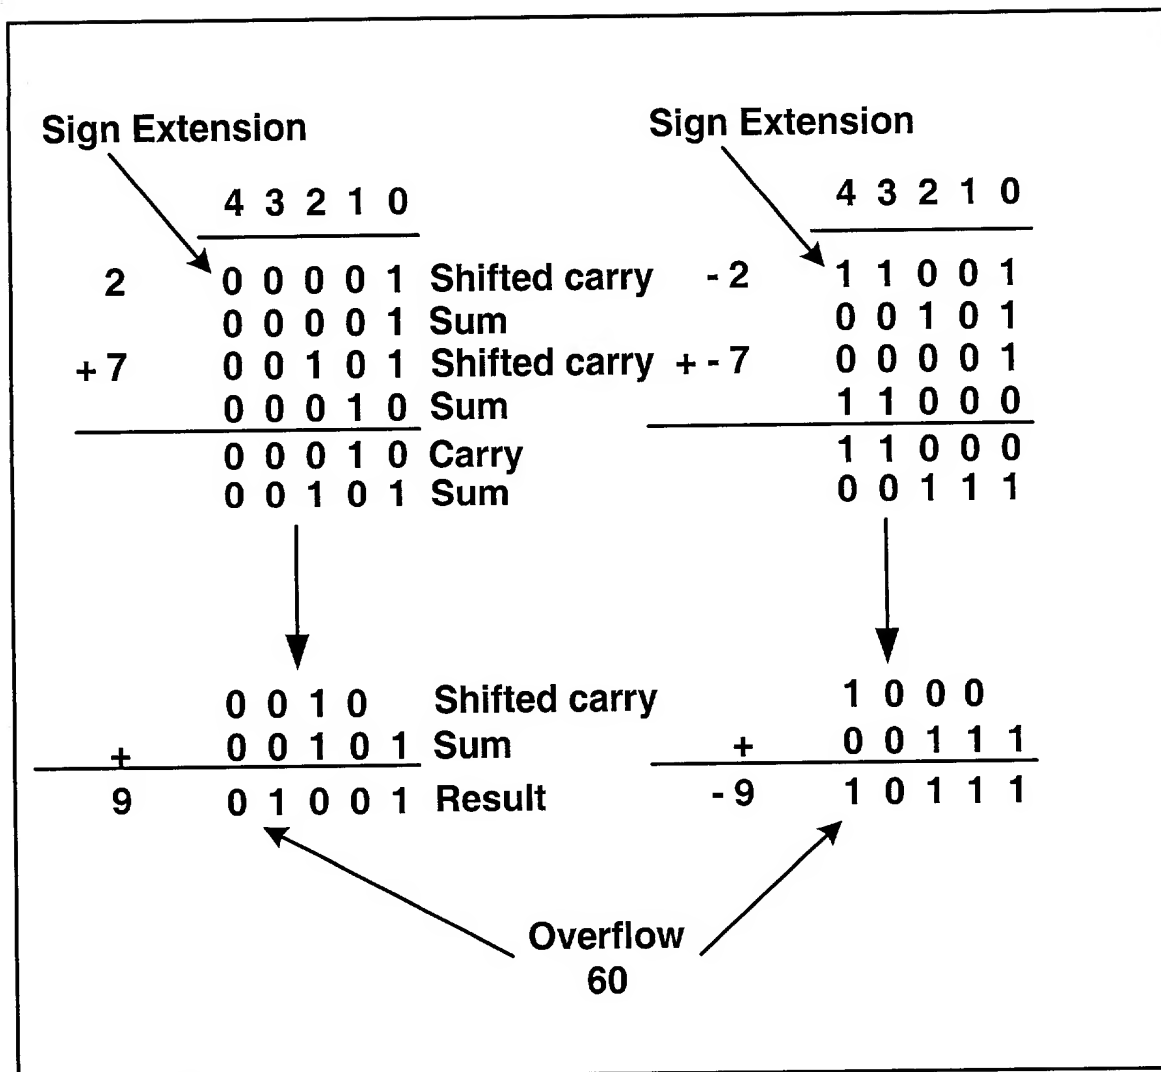 Sign Extension Sign Extension
4 3 2 1 0 4 3 2 1 0
2 0 0 0 0 1 Shifted carry - 2 1 1 0 0 1
0 0 0 0 1 Sum 0 0 1 0 1
+ 7 0 0 1 0 1 Shifted carry + - 7 0 0 0 0 1
0 0 0 1 0 Sum 1 1 0 0 0
0 0 0 1 0 Carry 1 1 0 0 0
0 0 1 0 1 Sum 0 0 1 1 1
0 0 1 0 Shifted carry 1 0 0 0
+ 0 0 1 0 1 Sum + 0 0 1 1 1
9 0 1 0 0 1 Result - 9 1 0 1 1 1
Overflow
60